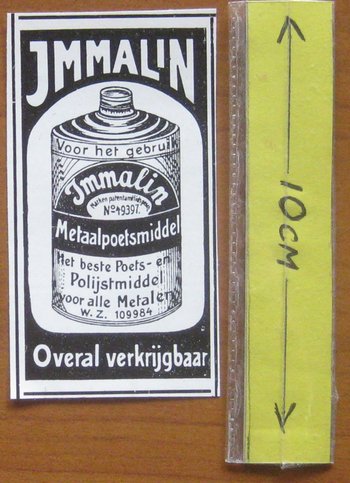 IMMALIN
Voor het gebruik
Immalin
No 49397.
Metaalpoetsmiddel
Het beste Poets- en
Polijstmiddel
voor alle Metalen
W. Z. 109984
Overal verkrijgbaar
10CM